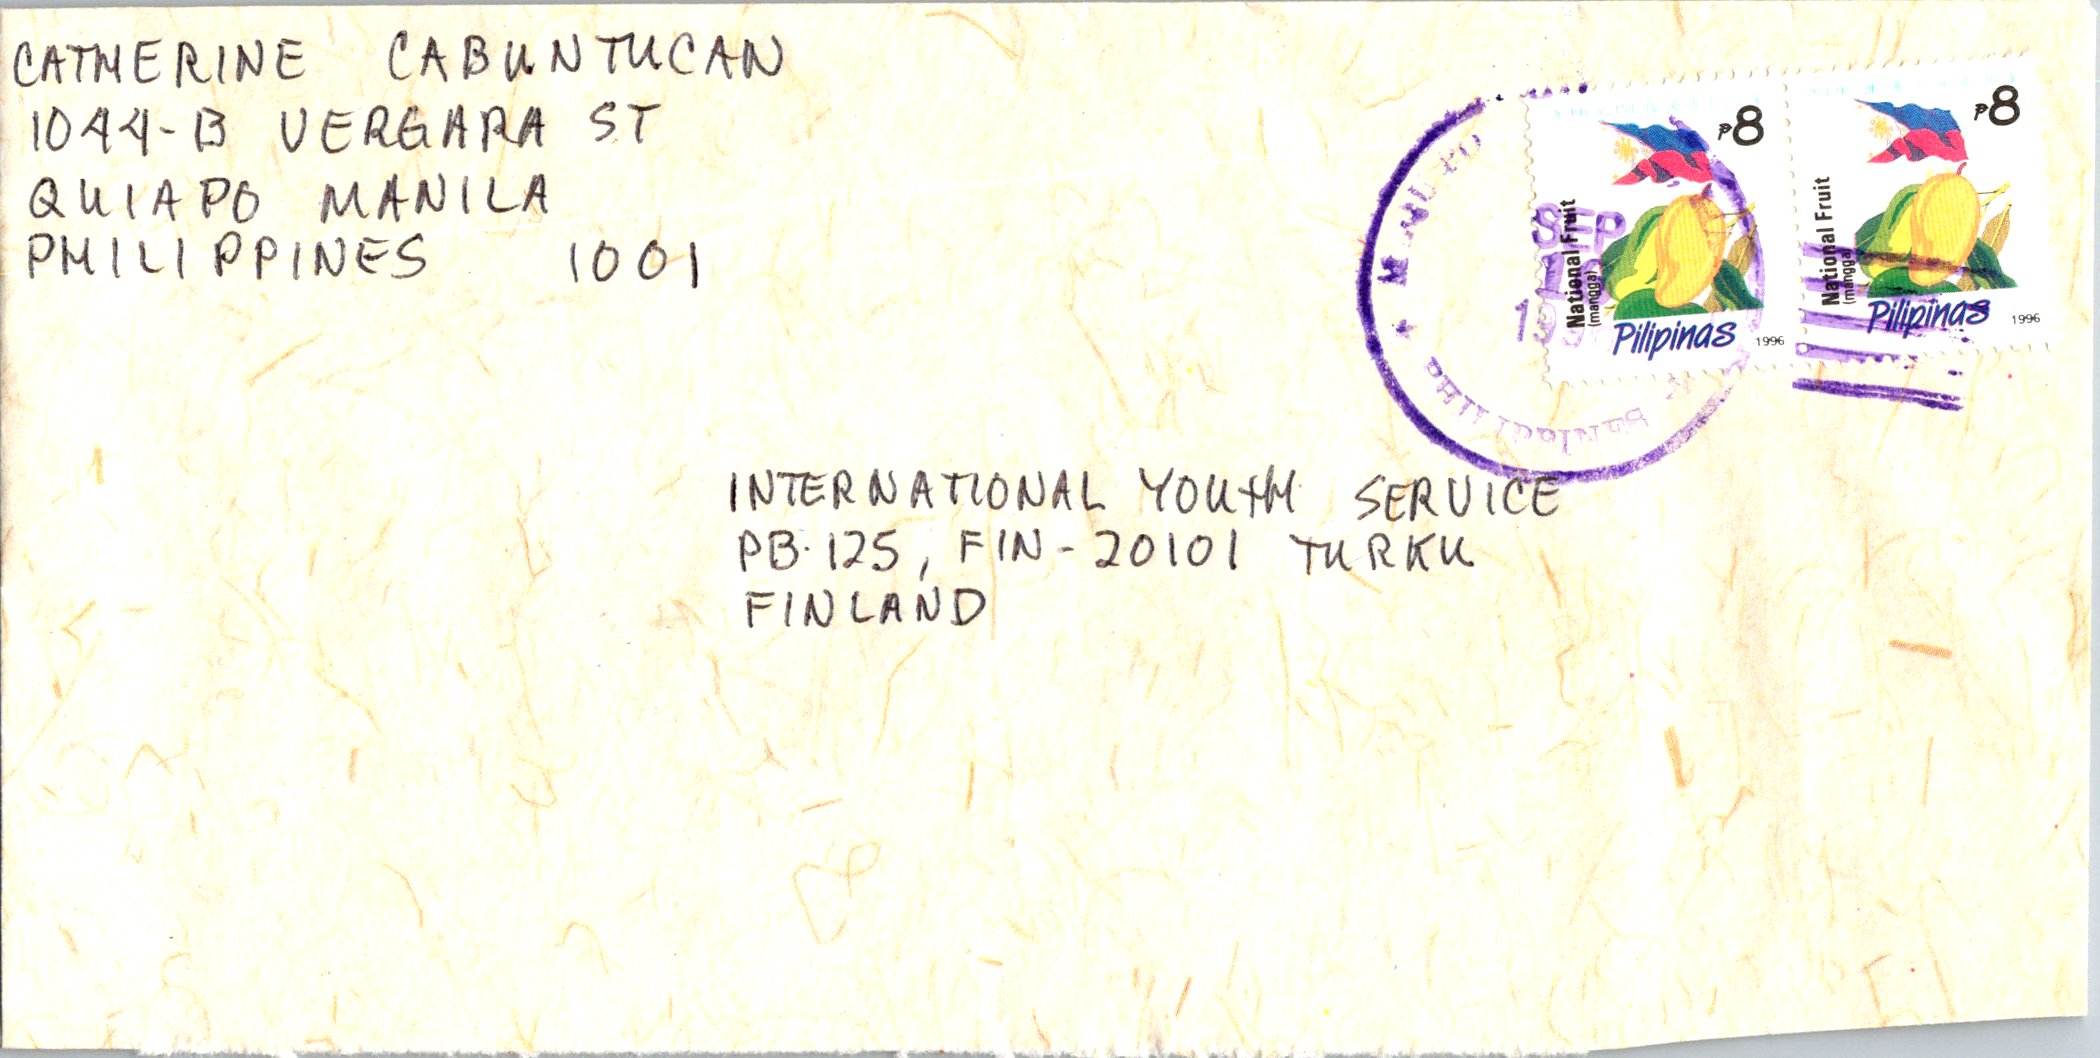 CATHERINE CABUNTUCAN
1044-B VERGARA ST
QUIAPO MANILA
PHILIPPINES 1001
₱8
National Fruit
(mangga)
Pilipinas
1996
₱8
National Fruit
(mangga)
Pilipinas
1996
SEP
PHILIPPINES
INTERNATIONAL YOUTH SERVICE
PB. 125, FIN-20101 TURKU
FINLAND